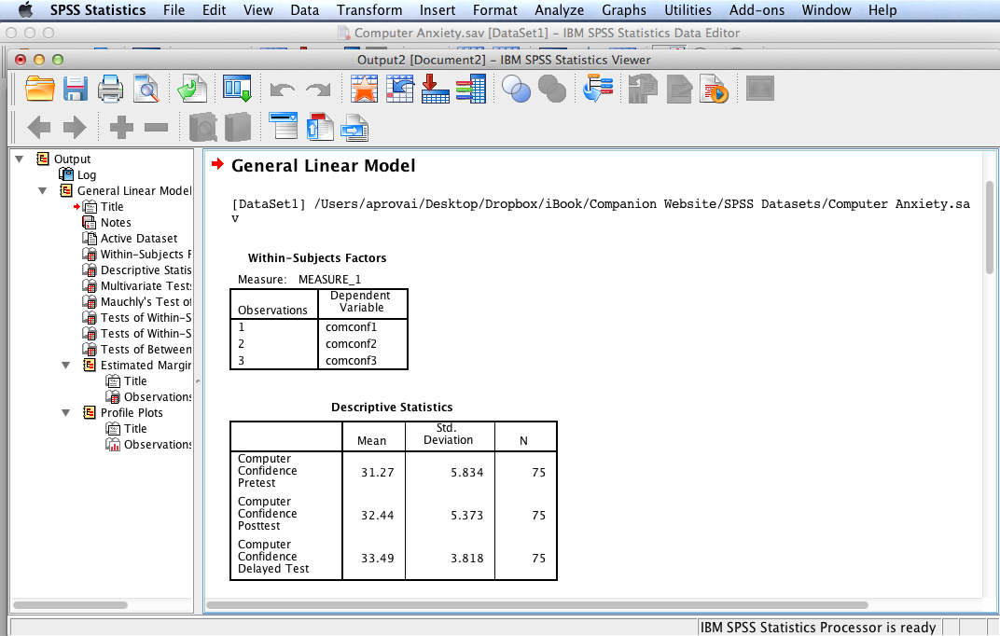 SPSS Statistics File Edit View Data Transform Insert Format Analyze Graphs Utilities Add-ons Window Help
Computer Anxiety.sav [DataSet1] – IBM SPSS Statistics Data Editor
Output2 [Document2] – IBM SPSS Statistics Viewer
Output
Log
General Linear Model
Title
Notes
Active Dataset
Within-Subjects F
Descriptive Statis
Multivariate Tests
Mauchly's Test of
Tests of Within-S
Tests of Within-S
Tests of Between
Estimated Margin
Title
Observations
Profile Plots
Title
Observations
General Linear Model
[DataSet1] /Users/aprovai/Desktop/Dropbox/iBook/Companion Website/SPSS Datasets/Computer Anxiety.sa
v
Within-Subjects Factors
Measure: MEASURE_1
Observations Dependent
Variable
1 comconf1
2 comconf2
3 comconf3
Descriptive Statistics
Mean Std.
Deviation N
Computer
Confidence
Pretest 31.27 5.834 75
Computer
Confidence
Posttest 32.44 5.373 75
Computer
Confidence
Delayed Test 33.49 3.818 75
IBM SPSS Statistics Processor is ready